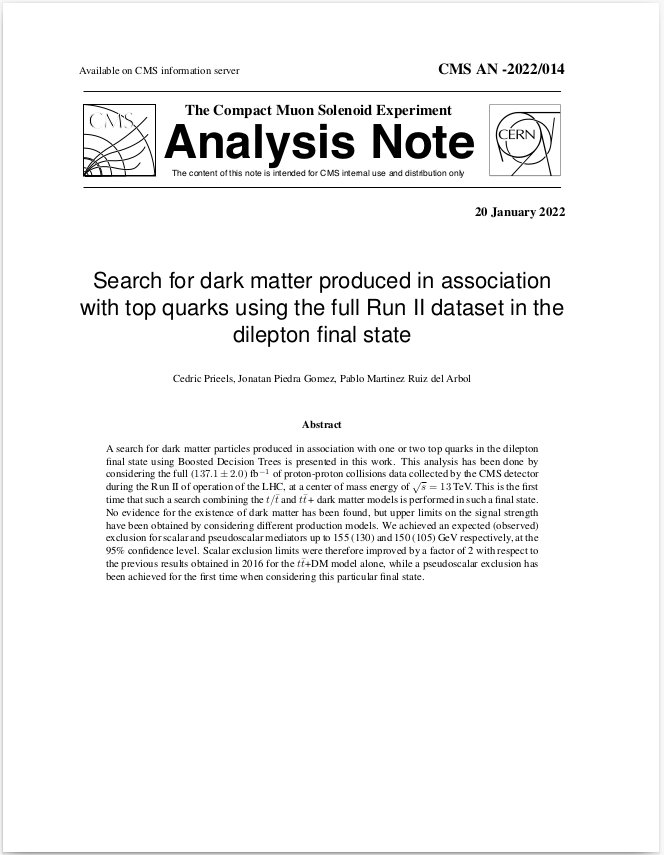 Available on CMS information server
CMS AN -2022/014
CMS
The Compact Muon Solenoid Experiment
Analysis Note
The content of this note is intended for CMS internal use and distribution only
CERN
20 January 2022
Search for dark matter produced in association
with top quarks using the full Run II dataset in the
dilepton final state
Cedric Prieels, Jonatan Piedra Gomez, Pablo Martinez Ruiz del Arbol
Abstract
A search for dark matter particles produced in association with one or two top quarks in the dilepton
final state using Boosted Decision Trees is presented in this work. This analysis has been done by
considering the full (137.1 ± 2.0) fb⁻¹ of proton-proton collisions data collected by the CMS detector
during the Run II of operation of the LHC, at a center of mass energy of √s = 13 TeV. This is the first
time that such a search combining the t/t̄ and tt̄+ dark matter models is performed in such a final state.
No evidence for the existence of dark matter has been found, but upper limits on the signal strength
have been obtained by considering different production models. We achieved an expected (observed)
exclusion for scalar and pseudoscalar mediators up to 155 (130) and 150 (105) GeV respectively, at the
95% confidence level. Scalar exclusion limits were therefore improved by a factor of 2 with respect to
the previous results obtained in 2016 for the tt̄+DM model alone, while a pseudoscalar exclusion has
been achieved for the first time when considering this particular final state.